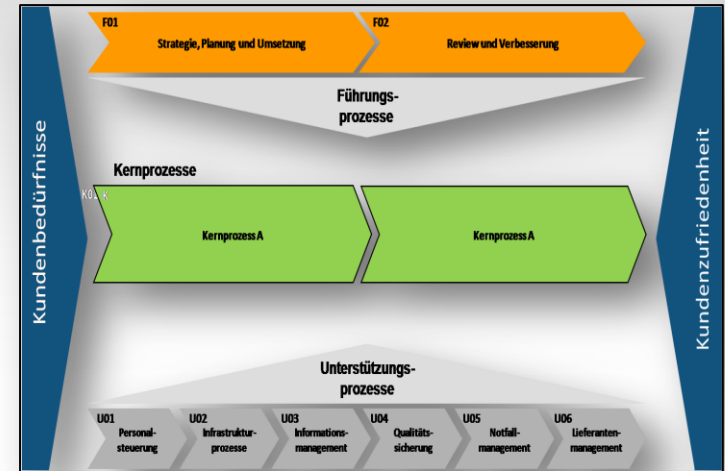 F01
Strategie, Planung und Umsetzung
F02
Review und Verbesserung
Führungs-
prozesse
Kundenbedürfnisse
Kernprozesse
K01 K
Kernprozess A
Kernprozess A
Kundenzufriedenheit
Unterstützungs-
prozesse
U01
Personal-
steuerung
U02
Infrastruktur-
prozesse
U03
Informations-
management
U04
Qualitäts-
sicherung
U05
Notfall-
management
U06
Lieferanten-
management